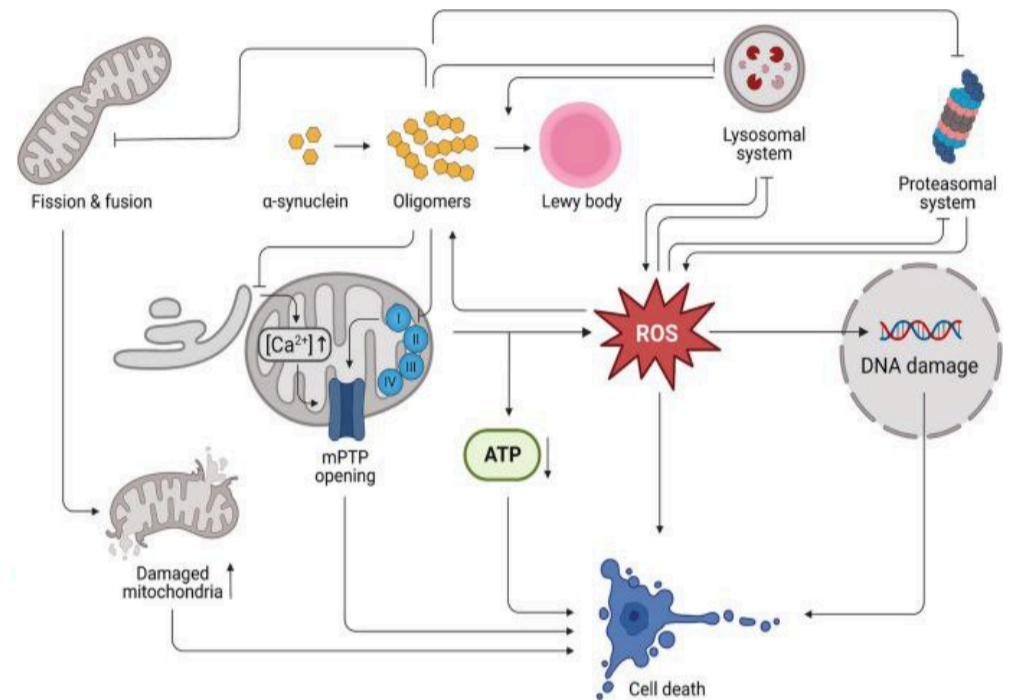 Fission & fusion
α-synuclein
Oligomers
Lewy body
Lysosomal
system
Proteasomal
system
[Ca²⁺]↑
I
II
III
IV
mPTP
opening
ROS
DNA damage
ATP ↓
Damaged
mitochondria ↑
Cell death